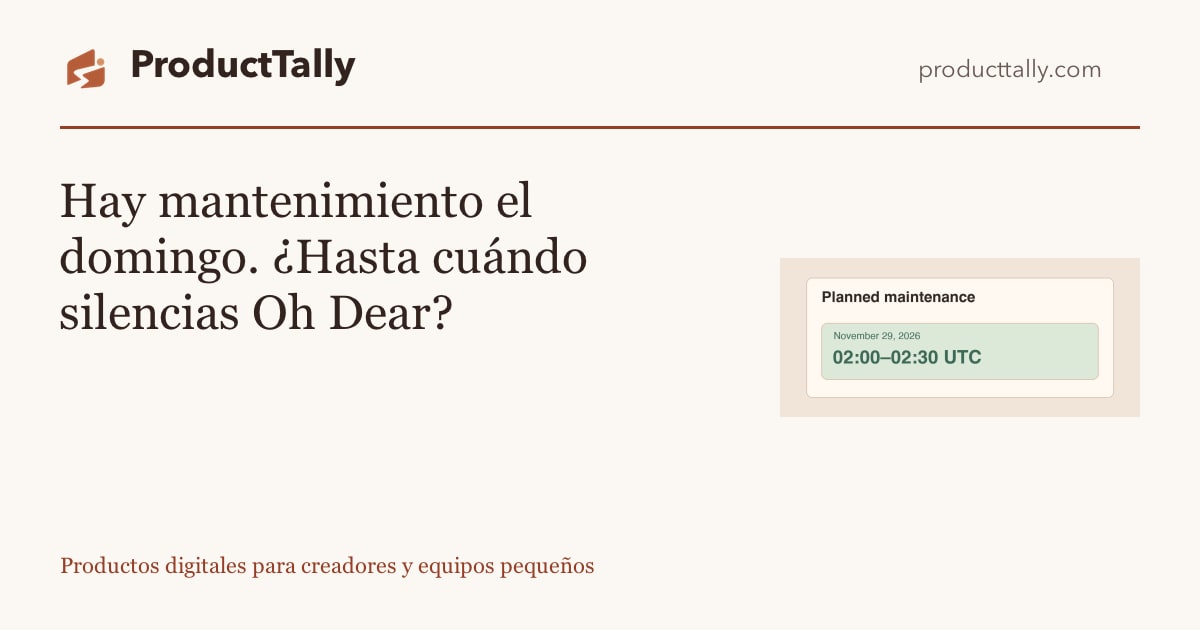 ProductTally
producttally.com
Hay mantenimiento el
domingo. ¿Hasta cuándo
silencias Oh Dear?
Planned maintenance
November 29, 2026
02:00–02:30 UTC
Productos digitales para creadores y equipos pequeños